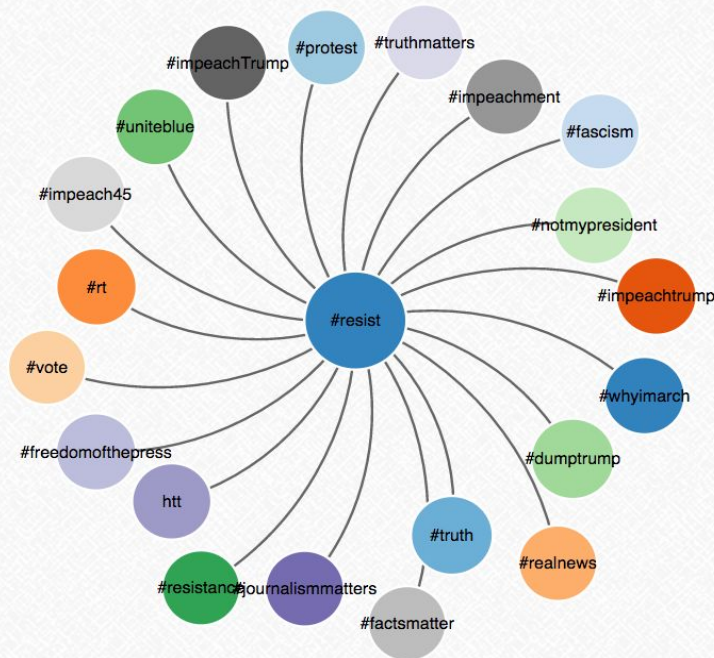 #protest
#truthmatters
#impeachTrump
#impeachment
#uniteblue
#fascism
#impeach45
#notmypresident
#rt
#impeachtrump
#resist
#vote
#whyimarch
#freedomofthepress
#dumptrump
htt
#truth
#realnews
#resistance
#journalismmatters
#factsmatter